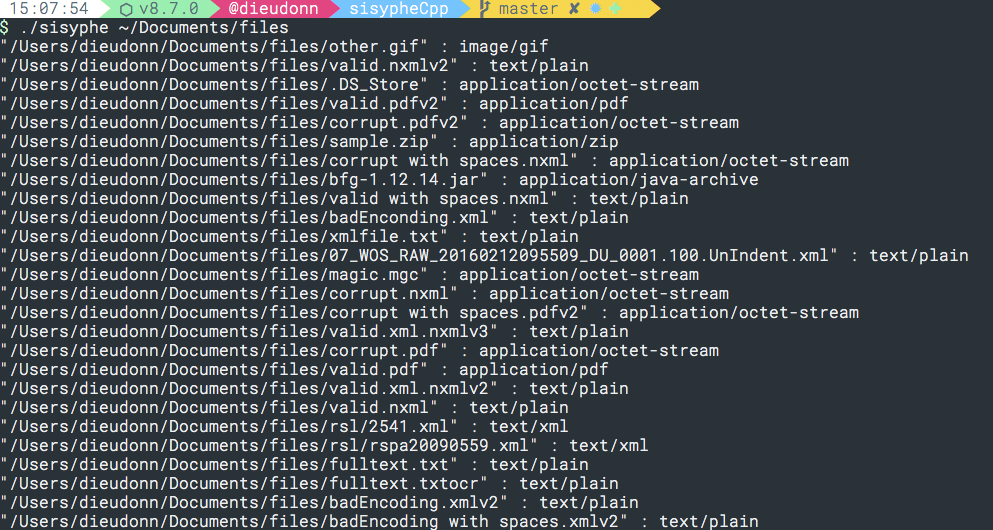 15:07:54 v8.7.0 @dieudonn sisypheCpp master ✘ ✹ ✚
$ ./sisyphe ~/Documents/files
"/Users/dieudonn/Documents/files/other.gif" : image/gif
"/Users/dieudonn/Documents/files/valid.nxmlv2" : text/plain
"/Users/dieudonn/Documents/files/.DS_Store" : application/octet-stream
"/Users/dieudonn/Documents/files/valid.pdfv2" : application/pdf
"/Users/dieudonn/Documents/files/corrupt.pdfv2" : application/octet-stream
"/Users/dieudonn/Documents/files/sample.zip" : application/zip
"/Users/dieudonn/Documents/files/corrupt with spaces.nxml" : application/octet-stream
"/Users/dieudonn/Documents/files/bfg-1.12.14.jar" : application/java-archive
"/Users/dieudonn/Documents/files/valid with spaces.nxml" : text/plain
"/Users/dieudonn/Documents/files/badEnconding.xml" : text/plain
"/Users/dieudonn/Documents/files/xmlfile.txt" : text/plain
"/Users/dieudonn/Documents/files/07_WOS_RAW_20160212095509_DU_0001.100.UnIndent.xml" : text/plain
"/Users/dieudonn/Documents/files/magic.mgc" : application/octet-stream
"/Users/dieudonn/Documents/files/corrupt.nxml" : application/octet-stream
"/Users/dieudonn/Documents/files/corrupt with spaces.pdfv2" : application/octet-stream
"/Users/dieudonn/Documents/files/valid.xml.nxmlv3" : text/plain
"/Users/dieudonn/Documents/files/corrupt.pdf" : application/octet-stream
"/Users/dieudonn/Documents/files/valid.pdf" : application/pdf
"/Users/dieudonn/Documents/files/valid.xml.nxmlv2" : text/plain
"/Users/dieudonn/Documents/files/valid.nxml" : text/plain
"/Users/dieudonn/Documents/files/rsl/2541.xml" : text/xml
"/Users/dieudonn/Documents/files/rsl/rspa20090559.xml" : text/xml
"/Users/dieudonn/Documents/files/fulltext.txt" : text/plain
"/Users/dieudonn/Documents/files/fulltext.txtocr" : text/plain
"/Users/dieudonn/Documents/files/badEncoding.xmlv2" : text/plain
"/Users/dieudonn/Documents/files/badEncoding with spaces.xmlv2" : text/plain